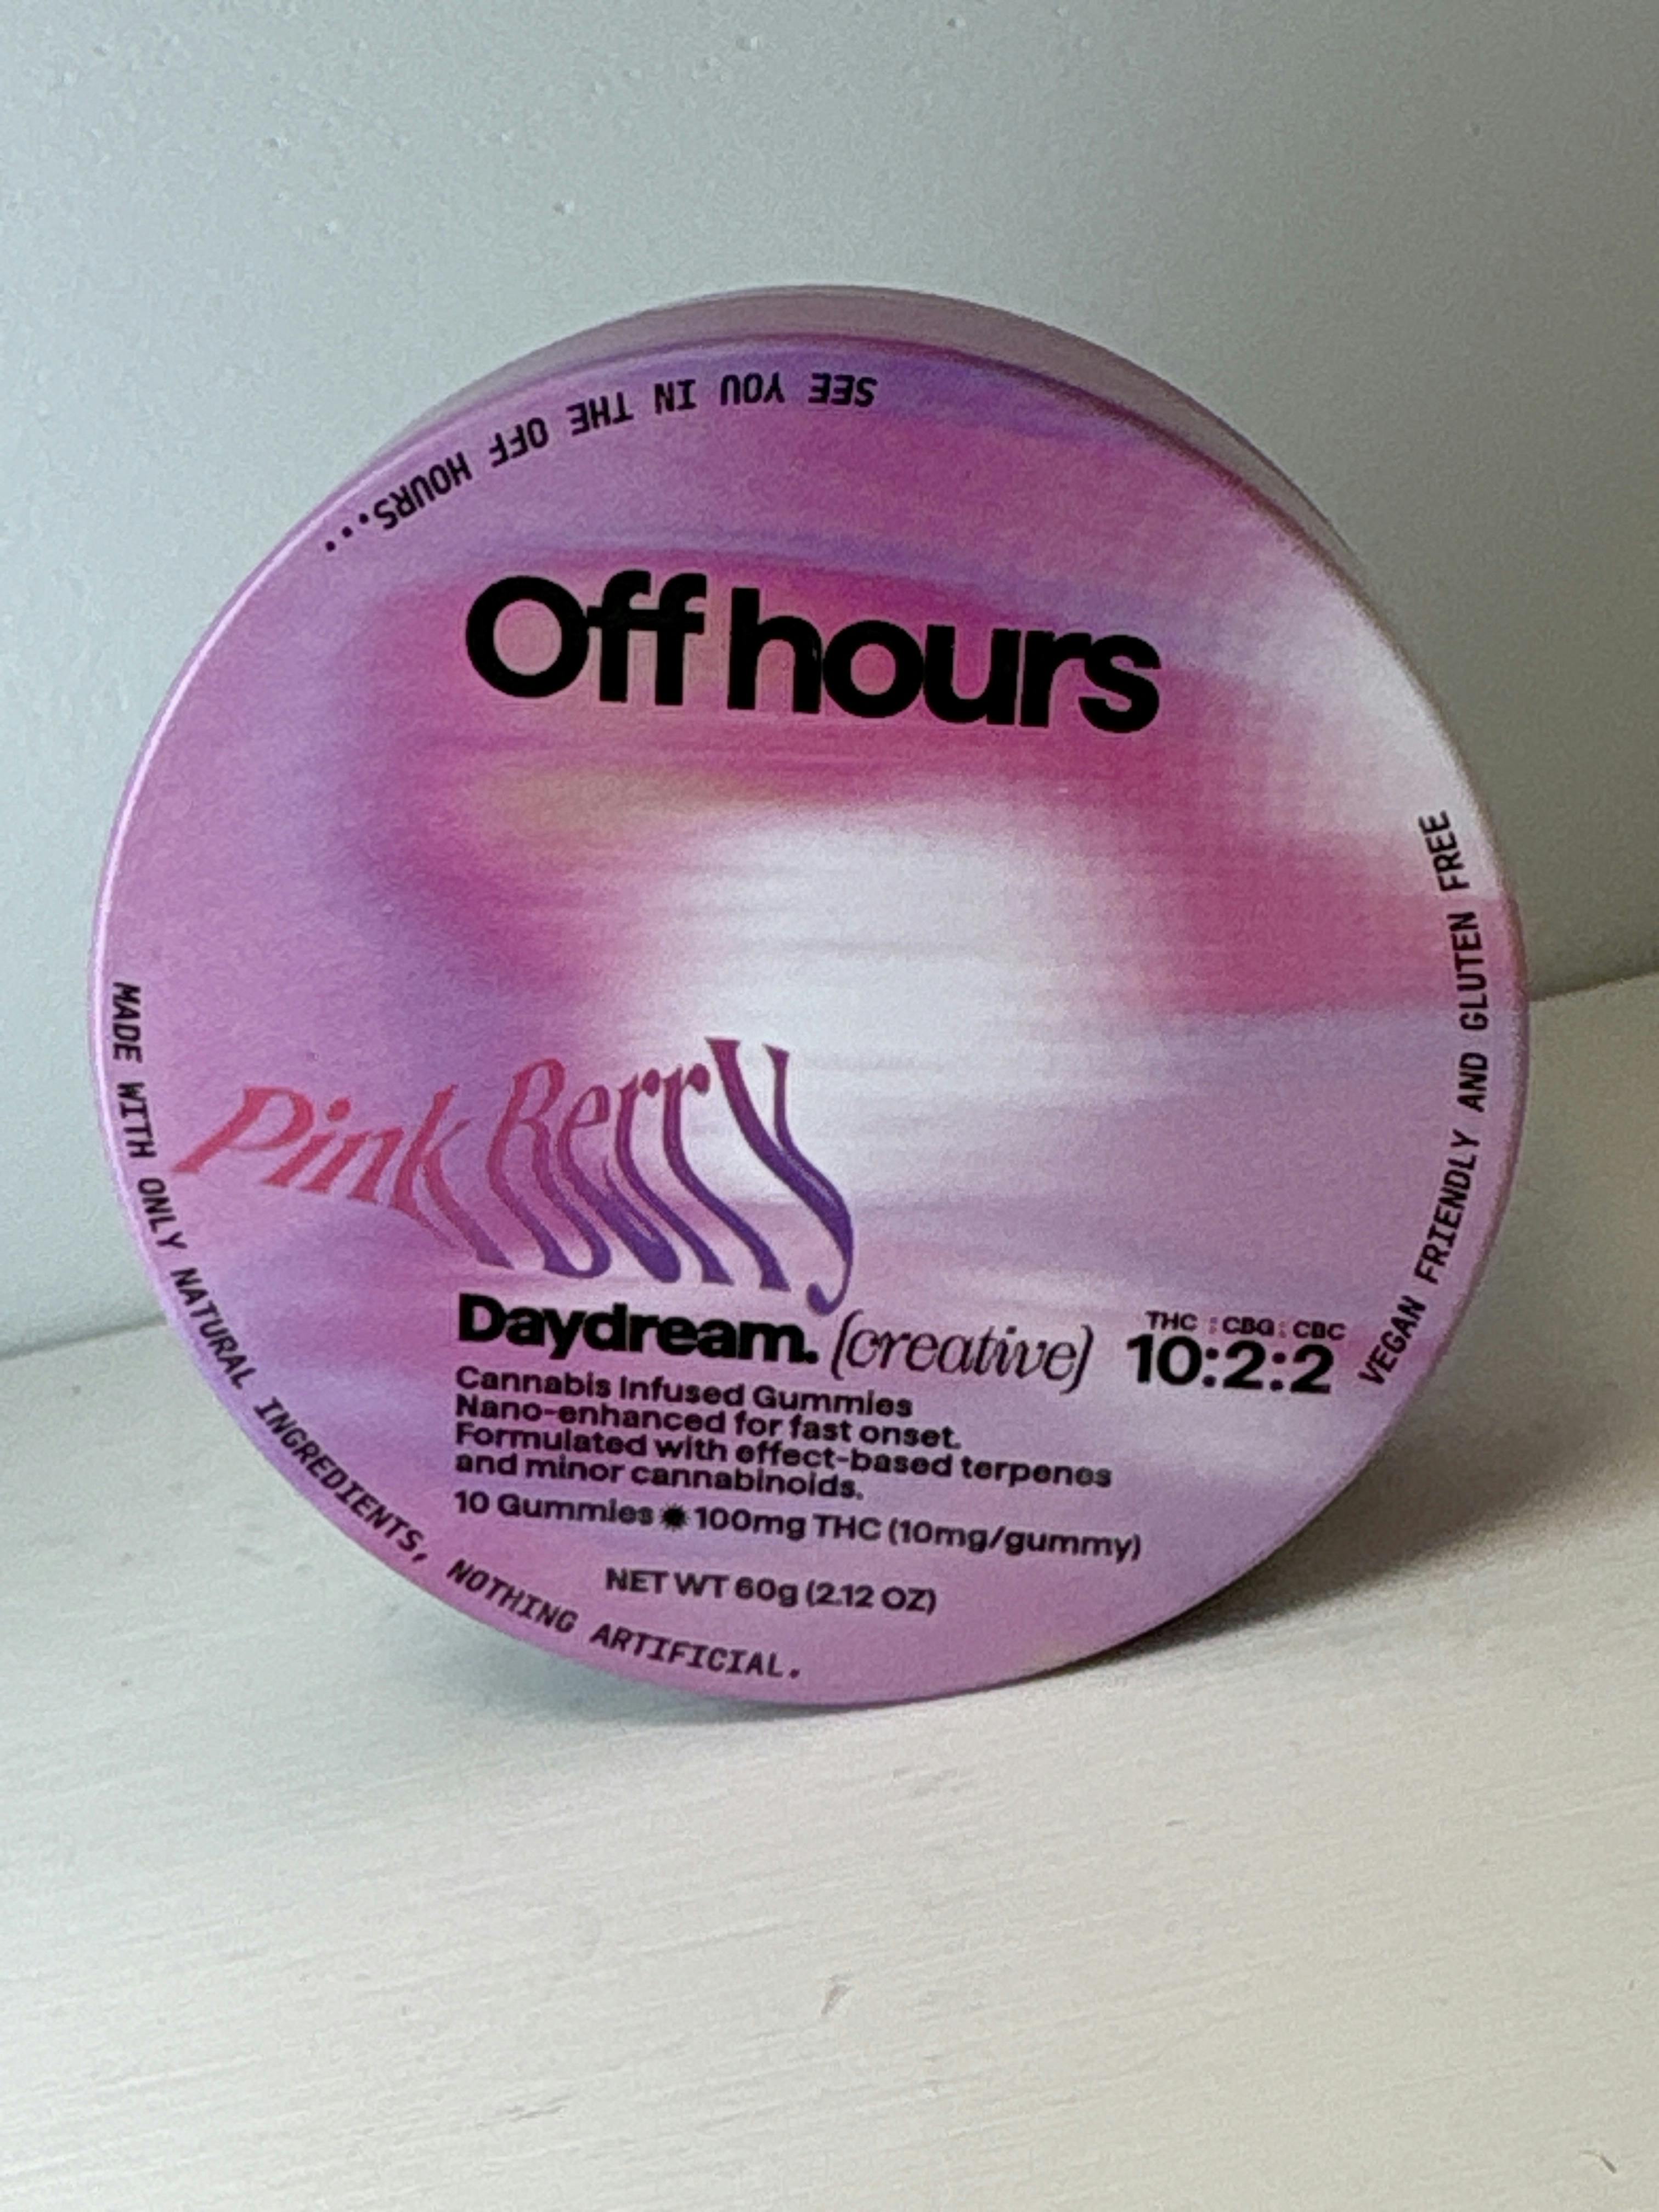 SEE YOU IN THE OFF HOURS...
Off hours
Pink Berry
Daydream. (creative)
THC : CBG : CBC
10:2:2
Cannabis Infused Gummies
Nano-enhanced for fast onset.
Formulated with effect-based terpenes
and minor cannabinoids.
10 Gummies ✹ 100mg THC (10mg/gummy)
NET WT 60g (2.12 OZ)
MADE WITH ONLY NATURAL INGREDIENTS, NOTHING ARTIFICIAL.
VEGAN FRIENDLY AND GLUTEN FREE